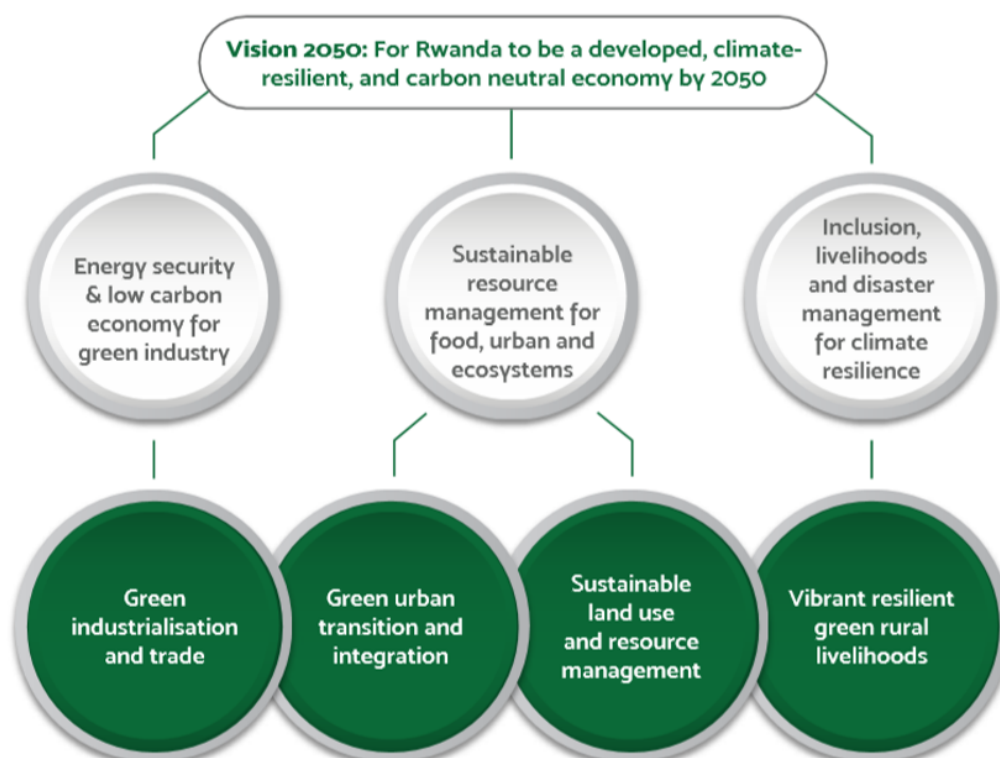 Vision 2050: For Rwanda to be a developed, climate-
resilient, and carbon neutral economy by 2050
Energy security
& low carbon
economy for
green industry
Sustainable
resource
management for
food, urban and
ecosystems
Inclusion,
livelihoods
and disaster
management
for climate
resilience
Green
industrialisation
and trade
Green urban
transition and
integration
Sustainable
land use
and resource
management
Vibrant resilient
green rural
livelihoods